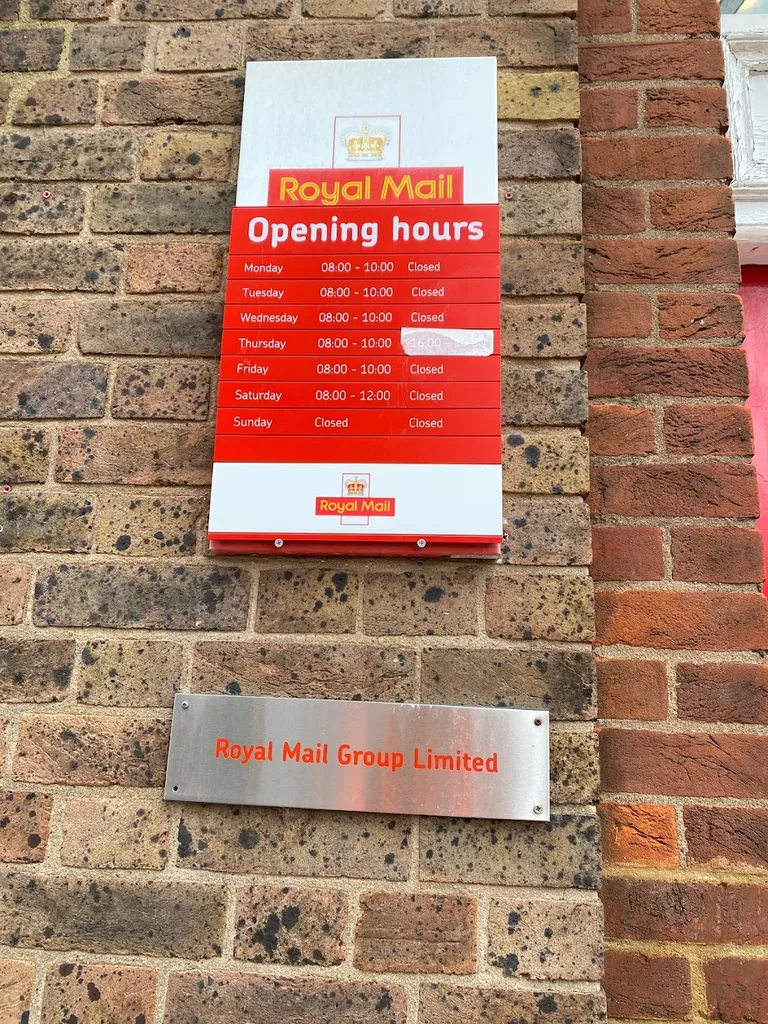 Royal Mail
Opening hours
Monday 08:00 - 10:00 Closed
Tuesday 08:00 - 10:00 Closed
Wednesday 08:00 - 10:00 Closed
Thursday 08:00 - 10:00 16:00 -
Friday 08:00 - 10:00 Closed
Saturday 08:00 - 12:00 Closed
Sunday Closed Closed
Royal Mail
Royal Mail Group Limited